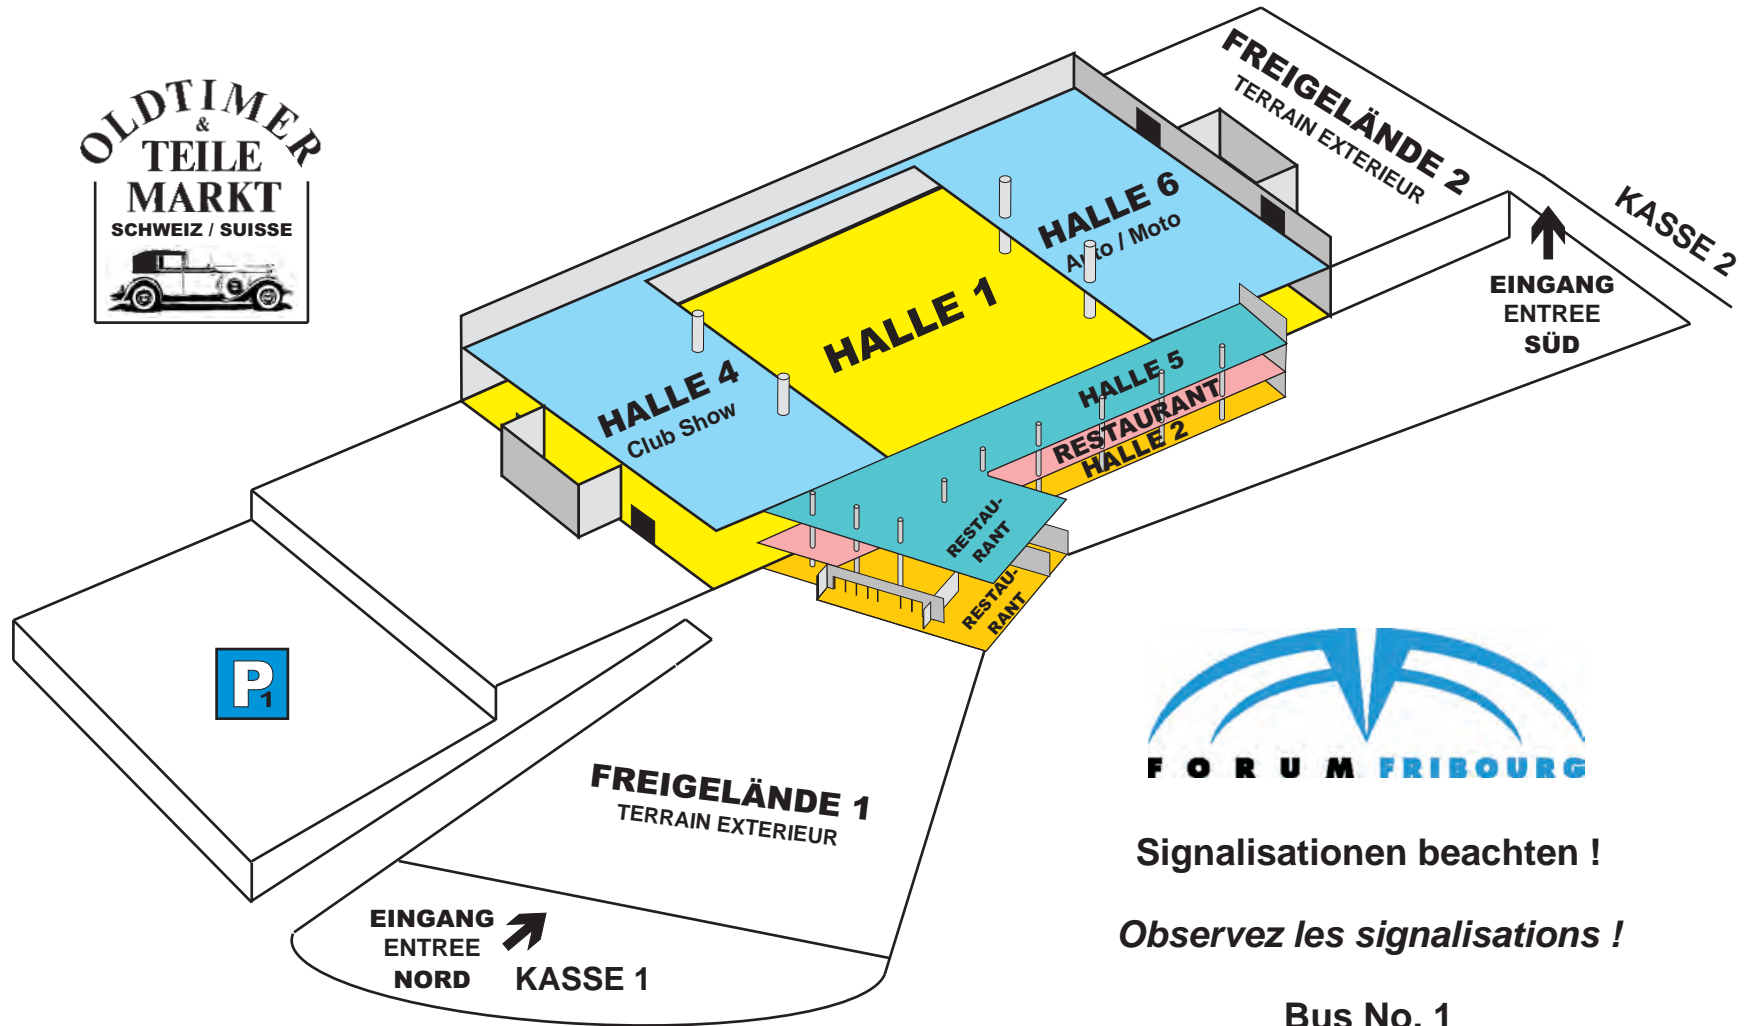 OLDTIMER
&
TEILE
MARKT
SCHWEIZ / SUISSE
FREIGELÄNDE 2
TERRAIN EXTERIEUR
KASSE 2
EINGANG
ENTREE
SÜD
HALLE 6
Auto / Moto
HALLE 1
HALLE 4
Club Show
HALLE 5
RESTAURANT
HALLE 2
RESTAU-
RANT
RESTAU-
RANT
P
1
FREIGELÄNDE 1
TERRAIN EXTERIEUR
EINGANG
ENTREE
NORD
KASSE 1
FORUM FRIBOURG
Signalisationen beachten !
Observez les signalisations !
Bus No. 1